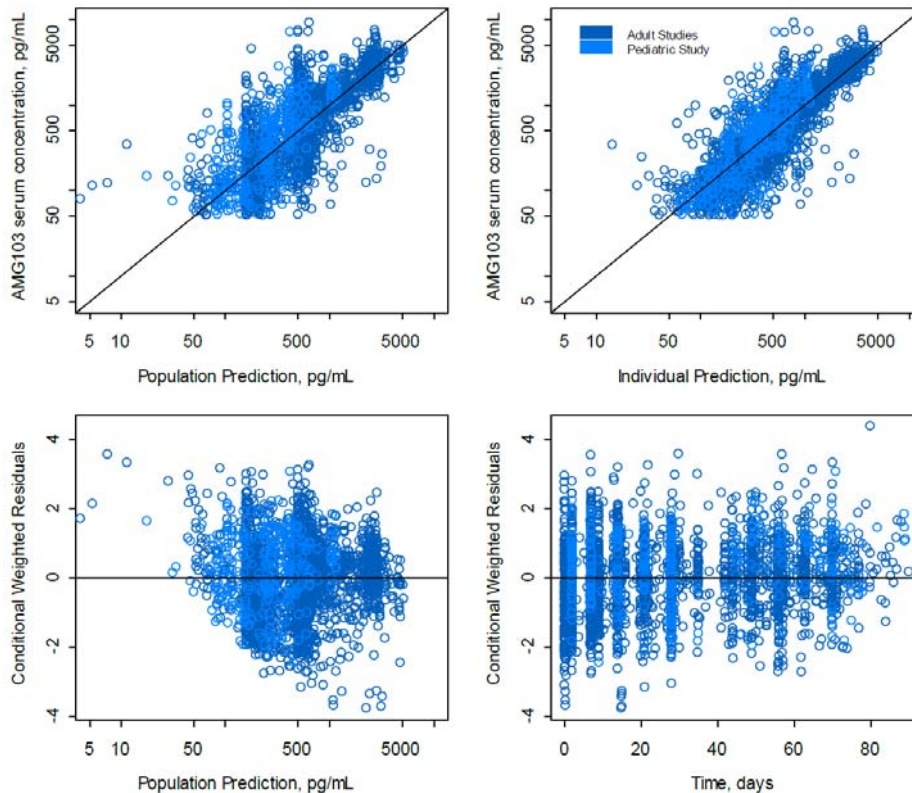 AMG103 serum concentration, pg/mL
5000
500
50
5
5 10 50 500 5000
Population Prediction, pg/mL
AMG103 serum concentration, pg/mL
5000
500
50
5
Adult Studies
Pediatric Study
5 10 50 500 5000
Individual Prediction, pg/mL
Conditional Weighted Residuals
4
2
0
-2
-4
5 10 50 500 5000
Population Prediction, pg/mL
Conditional Weighted Residuals
4
2
0
-2
-4
0 20 40 60 80
Time, days